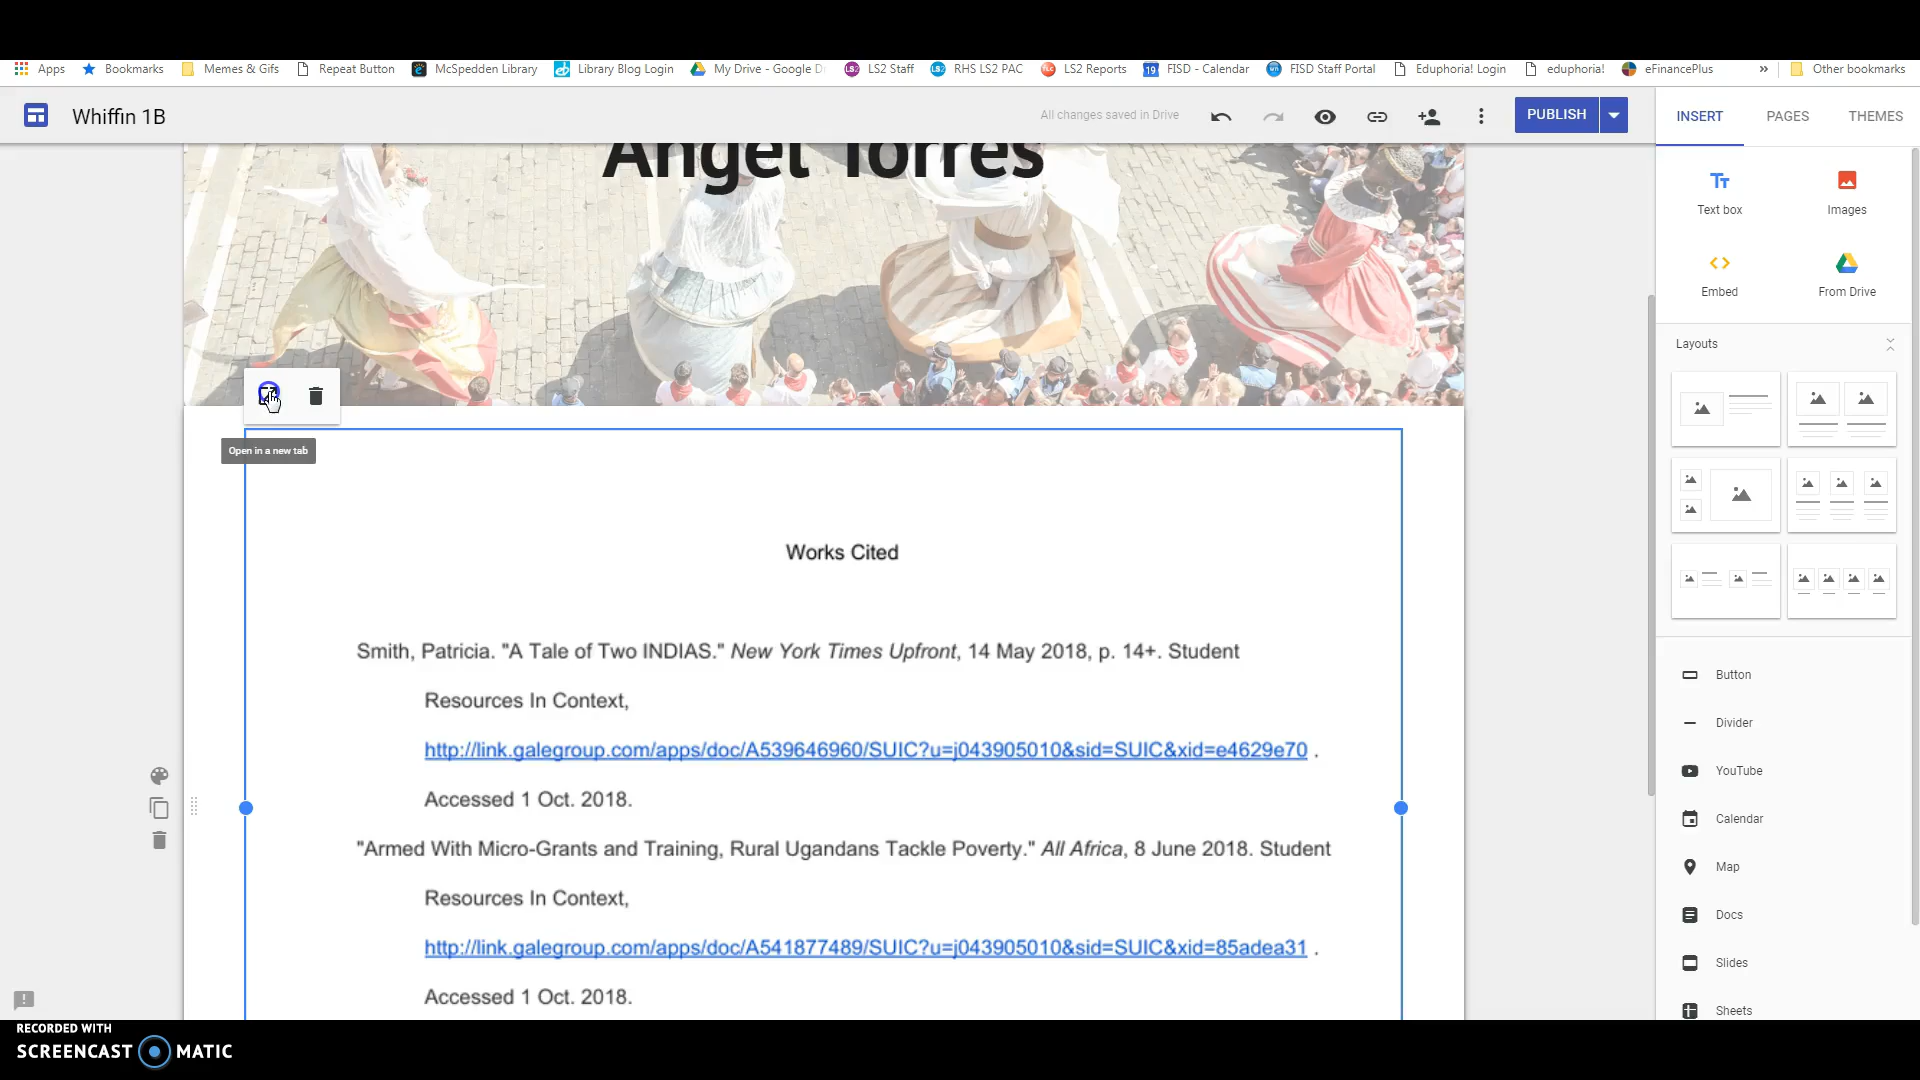 Apps Bookmarks Memes & Gifs Repeat Button McSpedden Library Library Blog Login My Drive - Google D LS2 Staff RHS LS2 PAC LS2 Reports FISD - Calendar FISD Staff Portal Eduphoria! Login eduphoria! eFinancePlus » Other bookmarks
Whiffin 1B All changes saved in Drive PUBLISH INSERT PAGES THEMES
Angel Torres
Tт
Text box Images
Embed From Drive
Layouts
Open in a new tab
Works Cited
Smith, Patricia. "A Tale of Two INDIAS." New York Times Upfront, 14 May 2018, p. 14+. Student
Resources In Context,
http://link.galegroup.com/apps/doc/A539646960/SUIC?u=j043905010&sid=SUIC&xid=e4629e70 .
Accessed 1 Oct. 2018.
"Armed With Micro-Grants and Training, Rural Ugandans Tackle Poverty." All Africa, 8 June 2018. Student
Resources In Context,
http://link.galegroup.com/apps/doc/A541877489/SUIC?u=j043905010&sid=SUIC&xid=85adea31 .
Accessed 1 Oct. 2018.
Button
Divider
YouTube
Calendar
Map
Docs
Slides
Sheets
RECORDED WITH
SCREENCAST MATIC